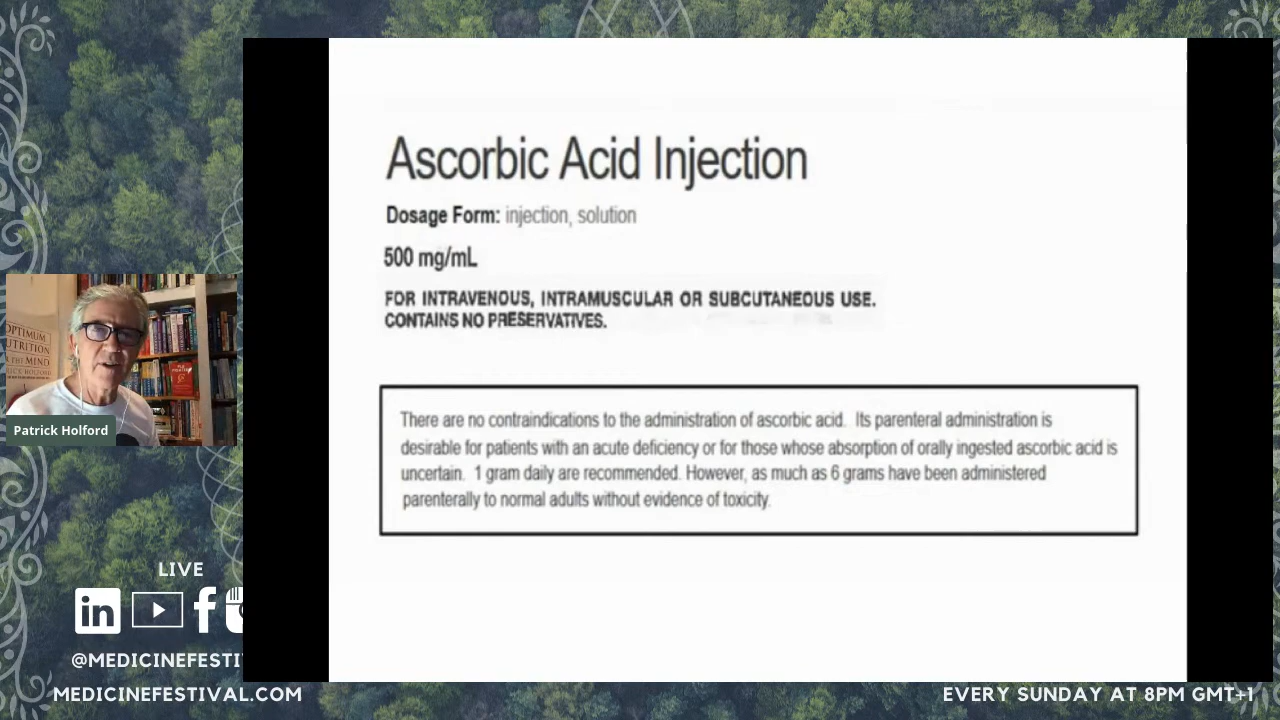 Ascorbic Acid Injection
Dosage Form: injection, solution
500 mg/mL
FOR INTRAVENOUS, INTRAMUSCULAR OR SUBCUTANEOUS USE.
CONTAINS NO PRESERVATIVES.
There are no contraindications to the administration of ascorbic acid. Its parenteral administration is
desirable for patients with an acute deficiency or for those whose absorption of orally ingested ascorbic acid is
uncertain. 1 gram daily are recommended. However, as much as 6 grams have been administered
parenterally to normal adults without evidence of toxicity.
OPTIMUM
NUTRITION
Patrick Holford
LIVE
in
f
@MEDICINEFESTI
MEDICINEFESTIVAL.COM
EVERY SUNDAY AT 8PM GMT+1